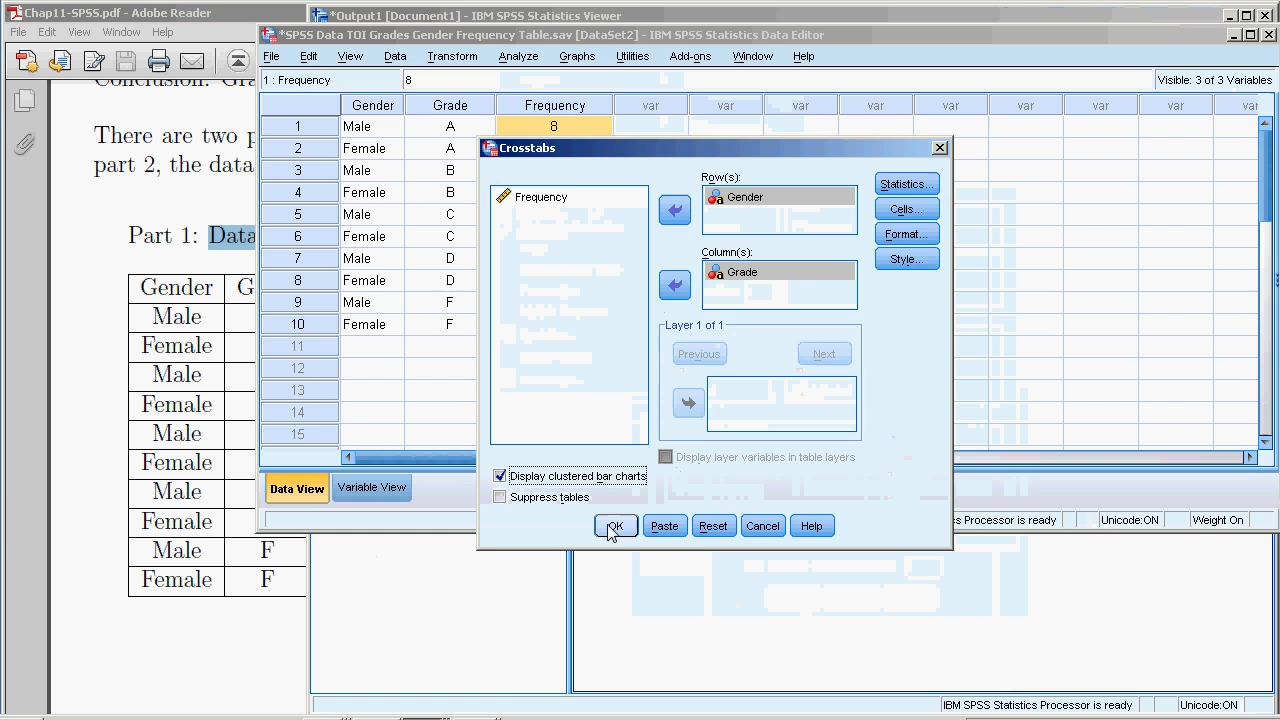 Chap11-SPSS.pdf - Adobe Reader
File Edit View Window Help
There are two p
part 2, the data
Part 1: Data
Gender G
Male
Female
Male
Female
Male
Female
Male
Female
Male F
Female F
*Output1 [Document1] - IBM SPSS Statistics Viewer
*SPSS Data TOI Grades Gender Frequency Table.sav [DataSet2] - IBM SPSS Statistics Data Editor
File Edit View Data Transform Analyze Graphs Utilities Add-ons Window Help
1 : Frequency 8 Visible: 3 of 3 Variables
Gender Grade Frequency var var var var var var var var var
1 Male A 8
2 Female A
3 Male B
4 Female B
5 Male C
6 Female C
7 Male D
8 Female D
9 Male F
10 Female F
11
12
13
14
15
Data View Variable View
s Processor is ready Unicode:ON Weight On
Crosstabs
Frequency
Row(s):
Gender
Column(s):
Grade
Layer 1 of 1
Previous Next
Display layer variables in table layers
Statistics...
Cells...
Format...
Style...
Display clustered bar charts
Suppress tables
OK Paste Reset Cancel Help
IBM SPSS Statistics Processor is ready Unicode:ON